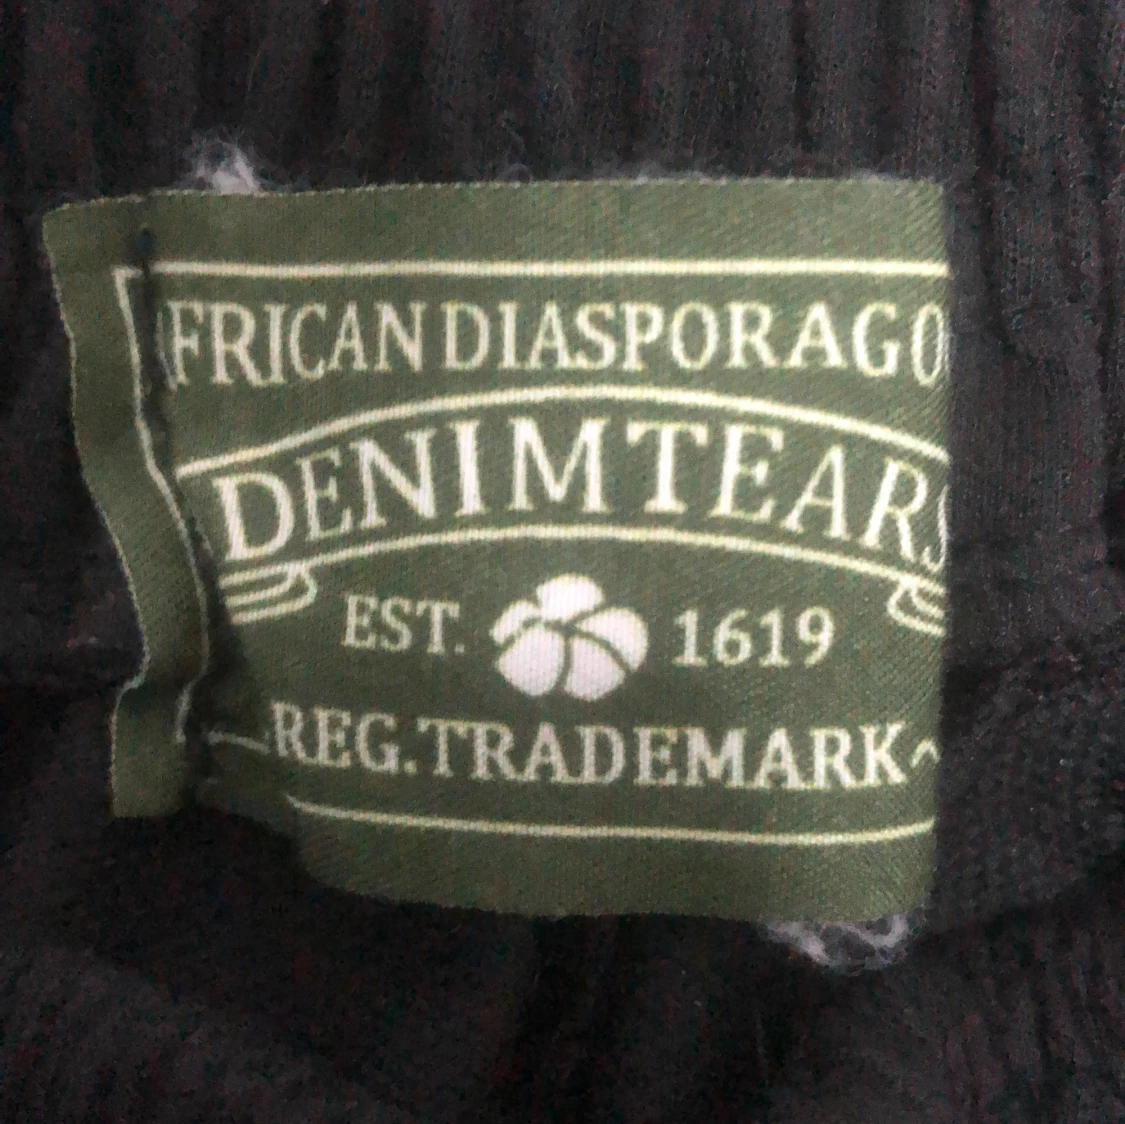 AFRICAN DIASPORA GO
DENIM TEARS
EST. 1619
REG. TRADEMARK